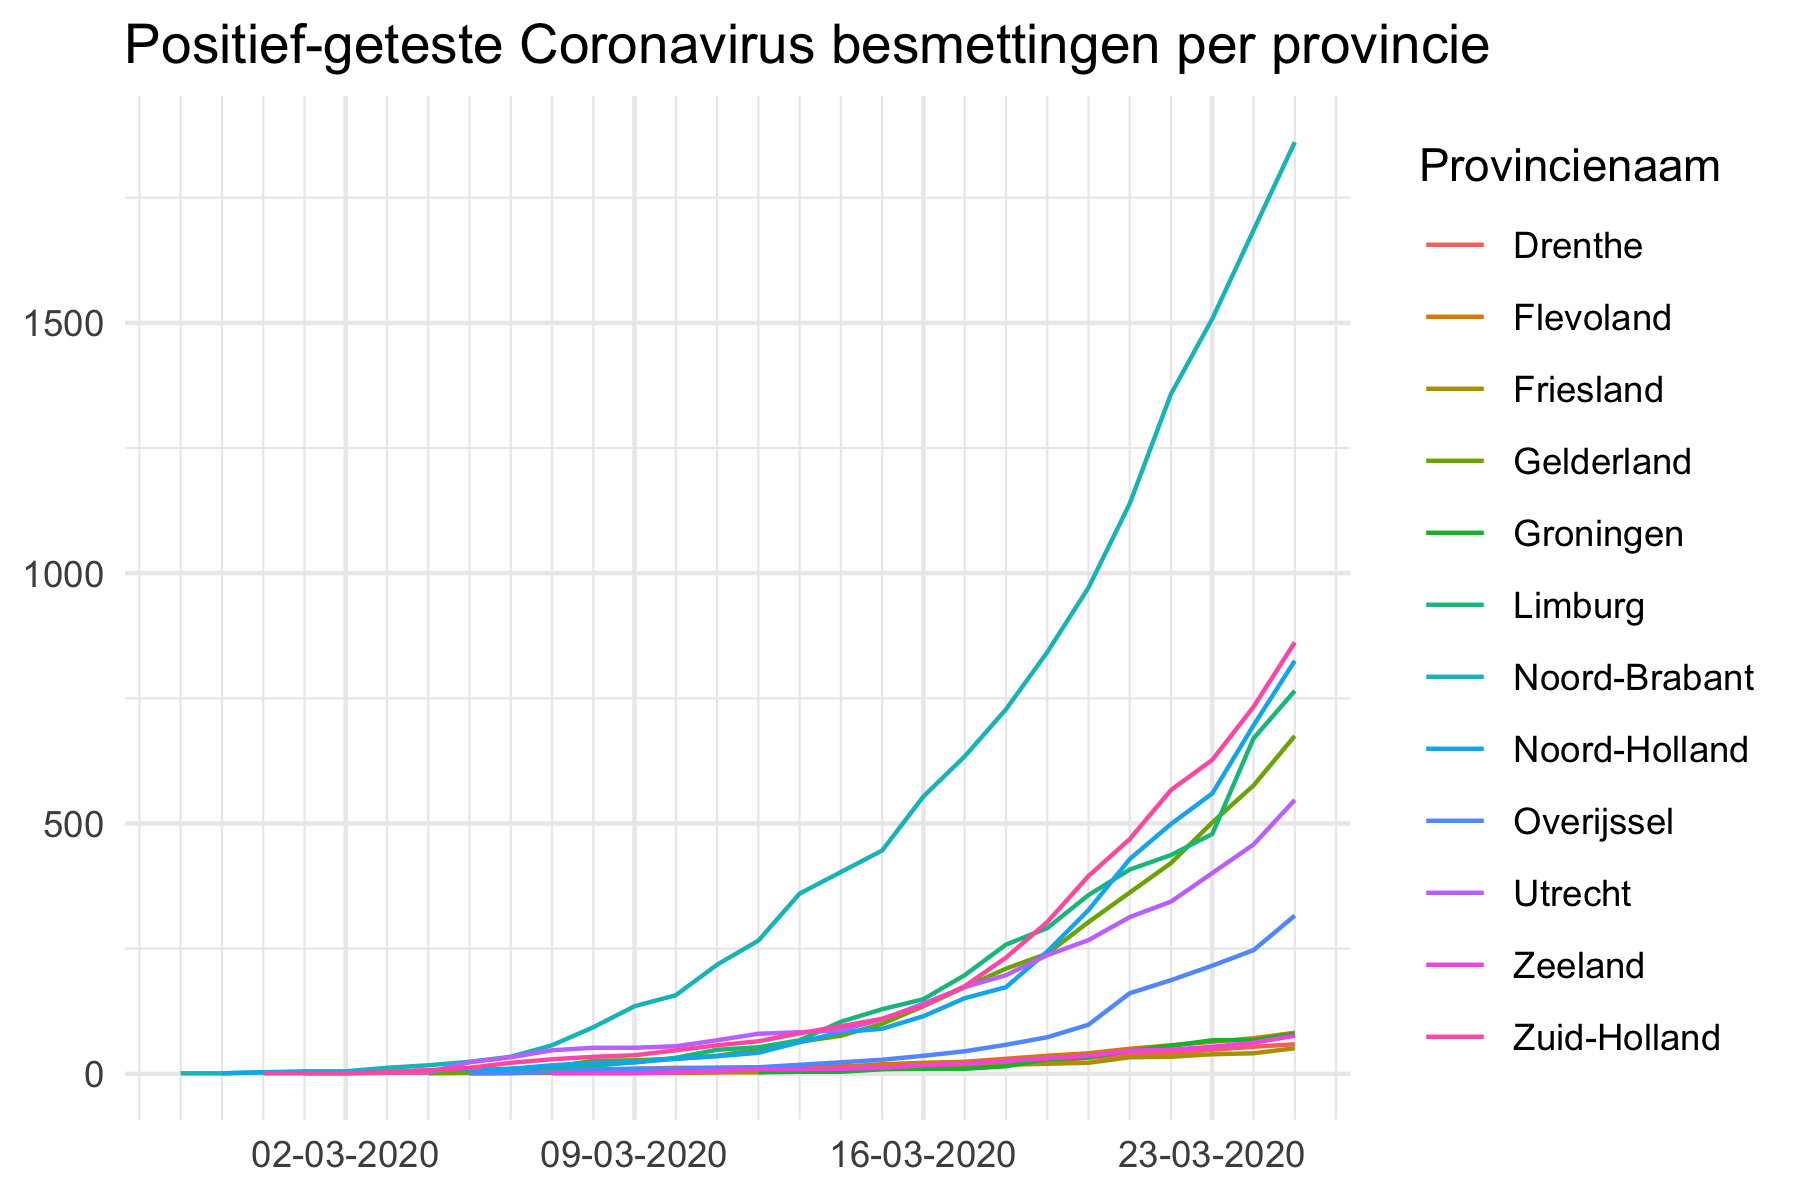 Positief-geteste Coronavirus besmettingen per provincie
1500
1000
500
0
02-03-2020 09-03-2020 16-03-2020 23-03-2020
Provincienaam
Drenthe
Flevoland
Friesland
Gelderland
Groningen
Limburg
Noord-Brabant
Noord-Holland
Overijssel
Utrecht
Zeeland
Zuid-Holland